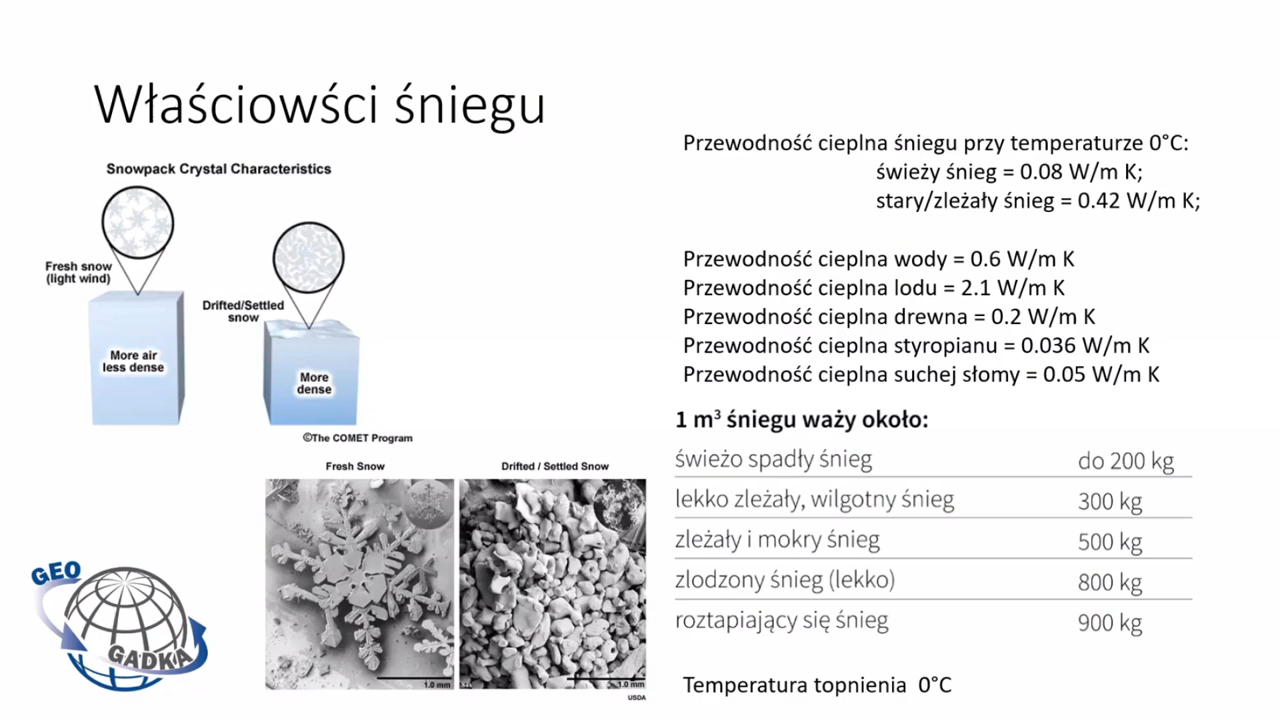 Właściowści śniegu
Snowpack Crystal Characteristics
Fresh snow
(light wind)
Drifted/Settled
snow
More air
less dense
More
dense
©The COMET Program
Fresh Snow
Drifted / Settled Snow
1.0 mm
1.0 mm
USDA
GEO
GADKA
Przewodność cieplna śniegu przy temperaturze 0°C:
świeży śnieg = 0.08 W/m K;
stary/zleżały śnieg = 0.42 W/m K;
Przewodność cieplna wody = 0.6 W/m K
Przewodność cieplna lodu = 2.1 W/m K
Przewodność cieplna drewna = 0.2 W/m K
Przewodność cieplna styropianu = 0.036 W/m K
Przewodność cieplna suchej słomy = 0.05 W/m K
1 m³ śniegu waży około:
świeżo spadły śnieg do 200 kg
lekko zleżały, wilgotny śnieg 300 kg
zleżały i mokry śnieg 500 kg
zlodzony śnieg (lekko) 800 kg
roztapiający się śnieg 900 kg
Temperatura topnienia 0°C